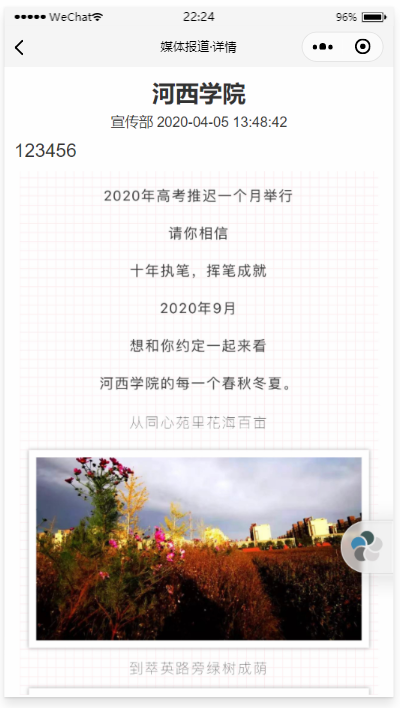 WeChat 22:24 96%
媒体报道·详情
河西学院
宣传部 2020-04-05 13:48:42
123456
2020年高考推迟一个月举行
请你相信
十年执笔，挥笔成就
2020年9月
想和你约定一起来看
河西学院的每一个春秋冬夏。
从同心苑里花海百亩
到萃英路旁绿树成荫